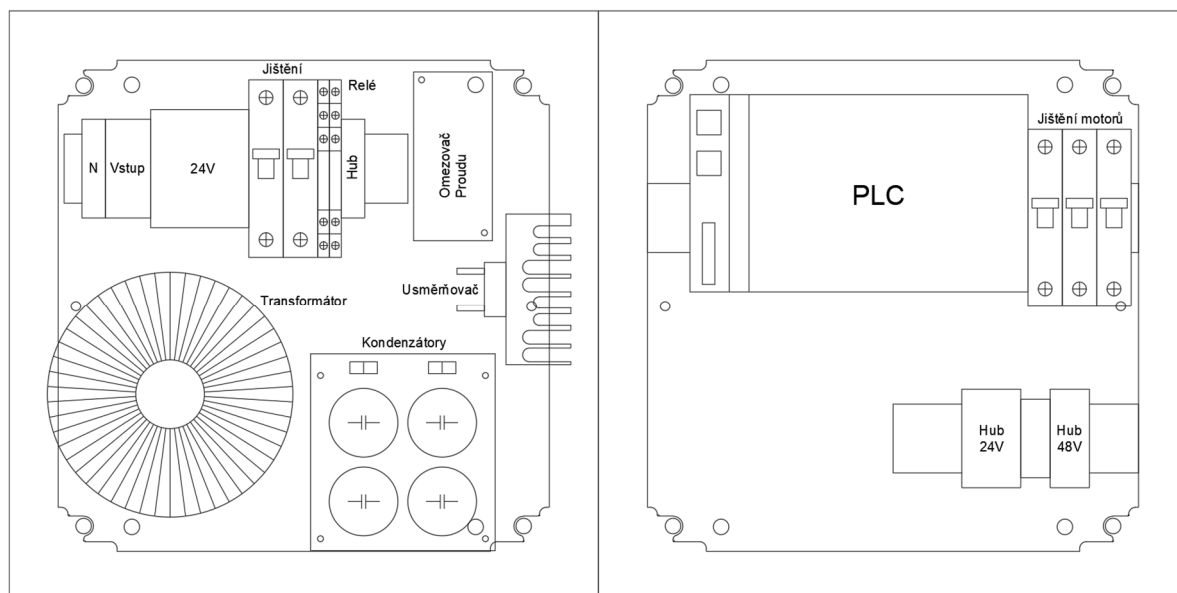 Jištění
Relé
N
Vstup
24V
Hub
Omezovač
Proudu
Usměrňovač
Transformátor
Kondenzátory
Jištění motorů
PLC
Hub
24V
Hub
48V